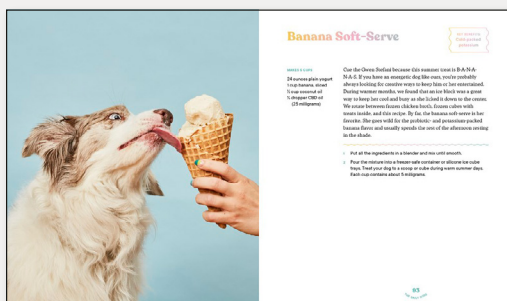 Banana Soft-Serve
MAKES 5 CUPS
24 ounces plain yogurt
1 cup banana, sliced
¼ cup coconut oil
½ dropper CBD oil
(25 milligrams)
Cue the Gwen Stefani because this summer treat is B-A-N-A-
N-A-S. If you have an energetic dog like ours, you're probably
always looking for creative ways to keep him or her entertained.
During warmer months, we found that an ice block was a great
way to keep her cool and busy as she licked it down to the center.
We rotate between frozen bones, frozen cubes with
treats inside, and this recipe. By far, the banana soft-serve is her
favorite. She goes wild for the probiotic- and potassium-packed
banana flavor and usually spends the rest of the afternoon resting
in the shade.
1 Put all the ingredients in a blender and mix until smooth.
2 Pour the mixture into a freezer-safe container or silicone ice cube
trays. Treat your dog to a scoop or cube during warm summer days.
Each cup contains about 5 milligrams.